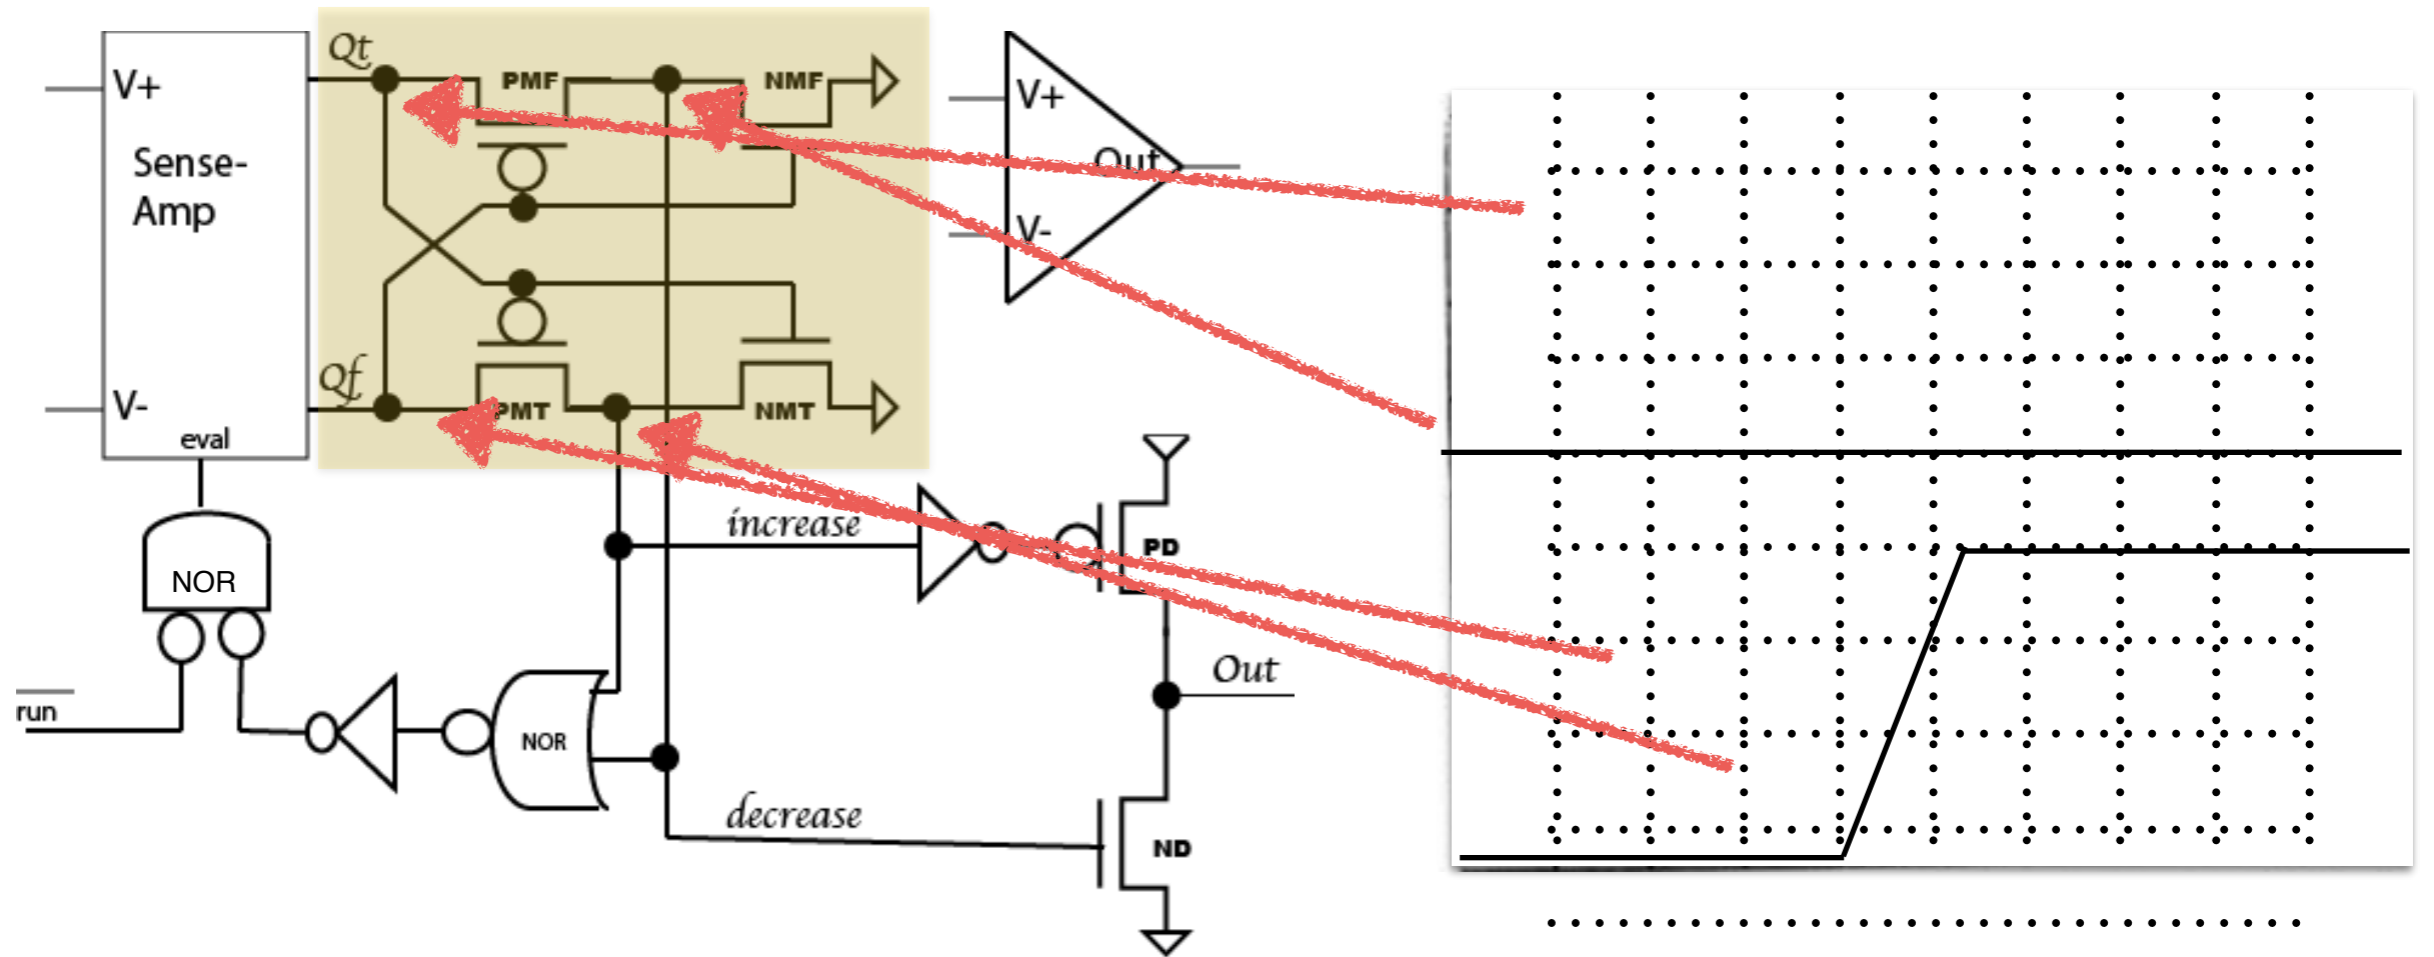 Qt
PMF
NMF
V+
Sense-
Amp
V+
Out
V-
Qf
V-
PMT
NMT
eval
increase
PD
NOR
run
NOR
Out
decrease
ND